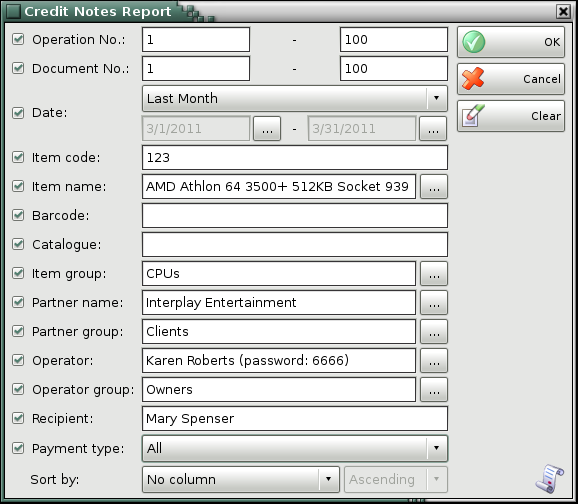 Credit Notes Report
Operation No.: 1 - 100 OK
Document No.: 1 - 100 Cancel
Last Month Clear
Date:
3/1/2011 ... - 3/31/2011 ...
Item code: 123
Item name: AMD Athlon 64 3500+ 512KB Socket 939 ...
Barcode:
Catalogue:
Item group: CPUs ...
Partner name: Interplay Entertainment ...
Partner group: Clients ...
Operator: Karen Roberts (password: 6666) ...
Operator group: Owners ...
Recipient: Mary Spenser
Payment type: All
Sort by: No column Ascending